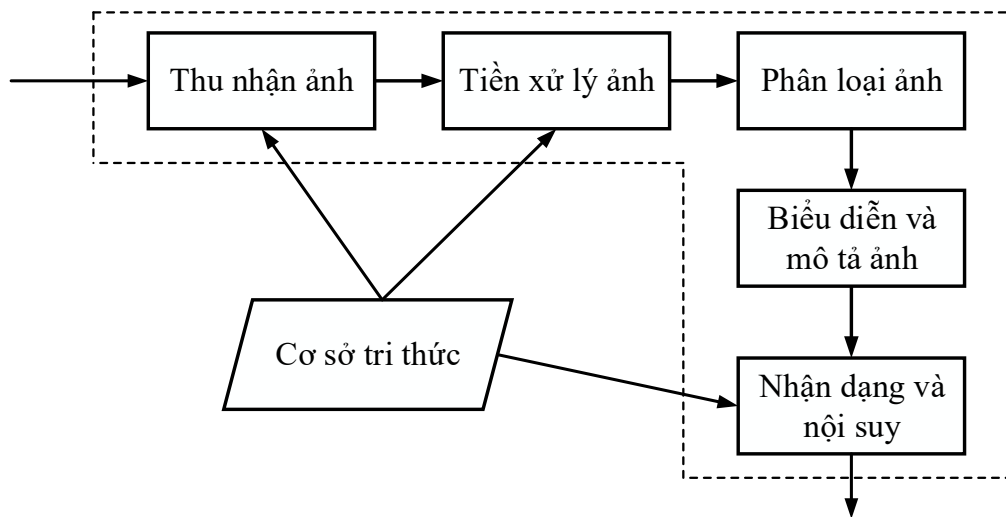 Thu nhận ảnh
Tiền xử lý ảnh
Phân loại ảnh
Biểu diễn và
mô tả ảnh
Cơ sở tri thức
Nhận dạng và
nội suy